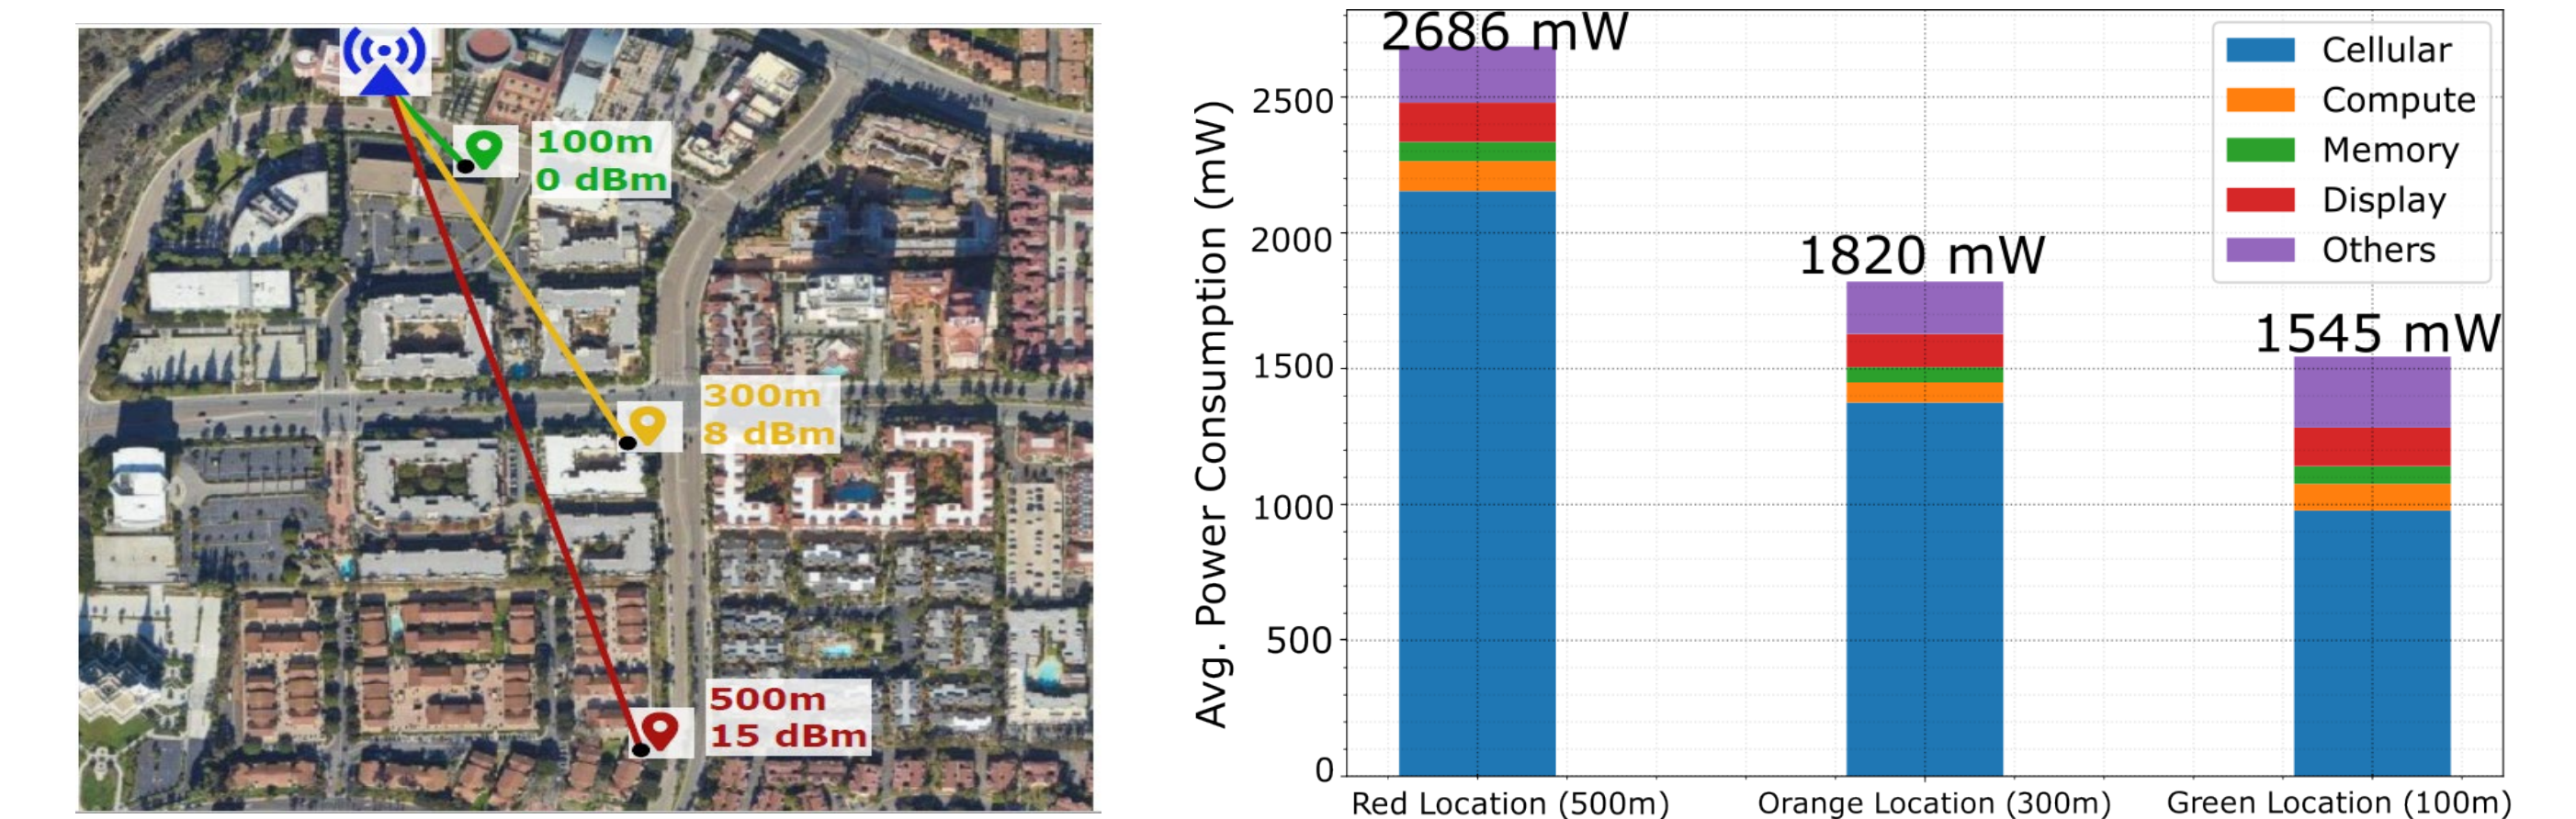 100m
0 dBm
300m
8 dBm
500m
15 dBm
2686 mW
1820 mW
1545 mW
Avg. Power Consumption (mW)
2500
2000
1500
1000
500
0
Red Location (500m)
Orange Location (300m)
Green Location (100m)
Cellular
Compute
Memory
Display
Others